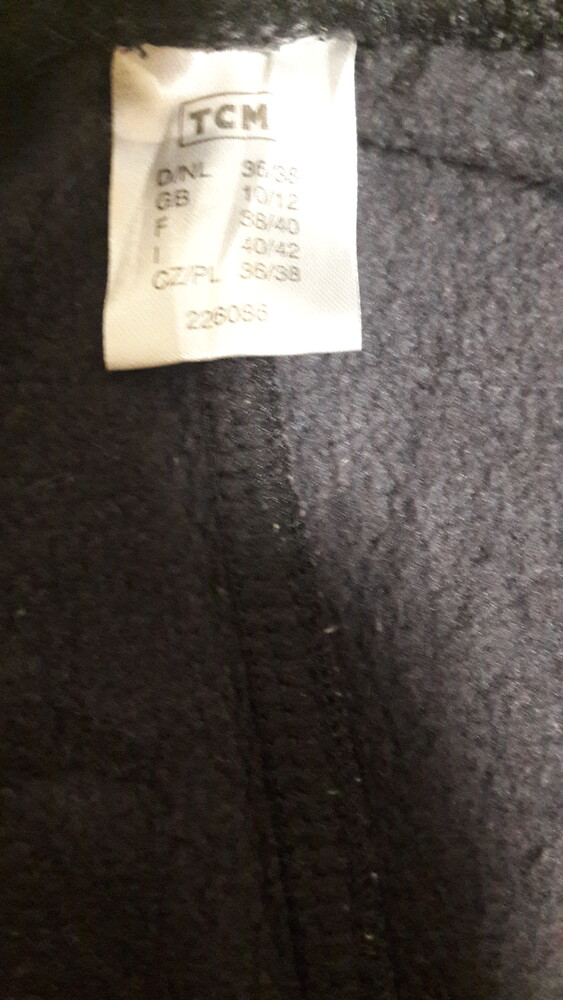 TCM
D/NL 36/38
GB 10/12
F 38/40
I 40/42
CZ/PL 36/38
226086